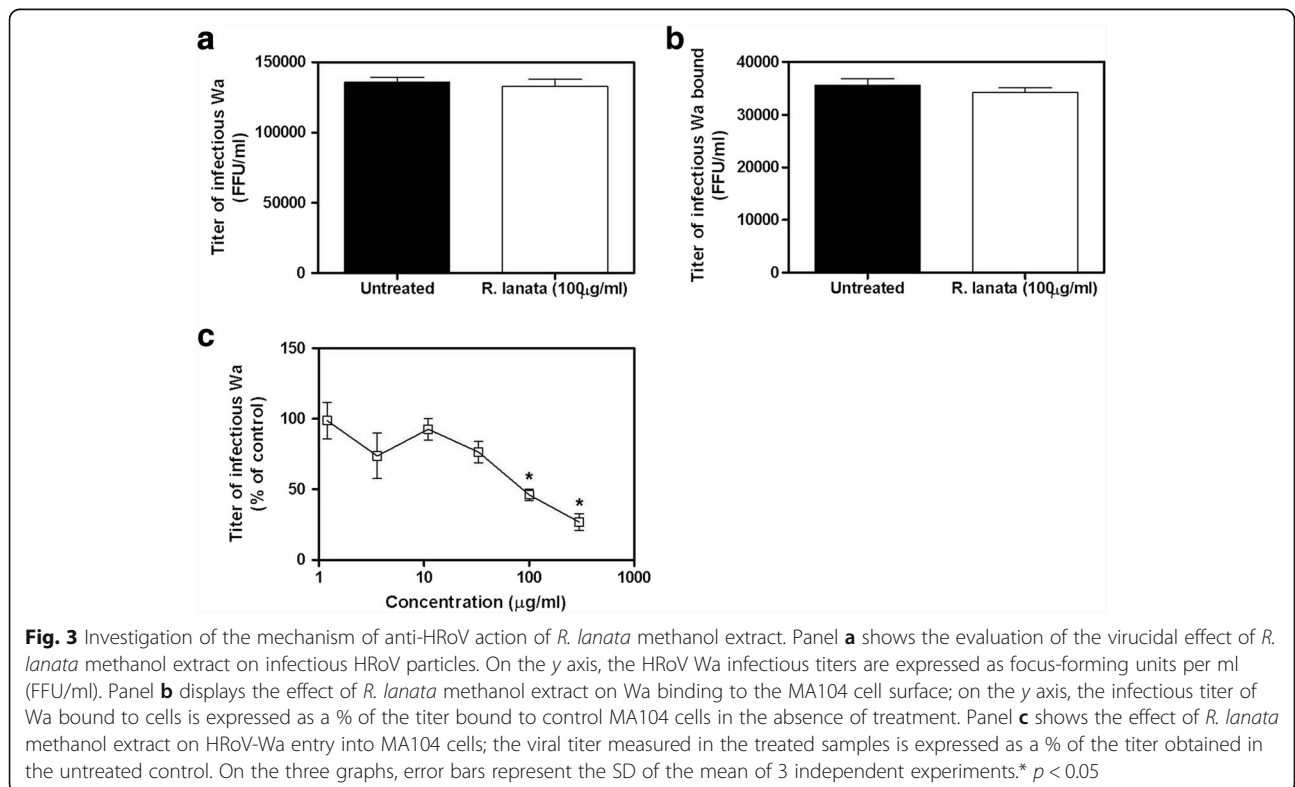 a
Titer of infectious Wa
(FFU/ml)
150000
100000
50000
0
Untreated
R. lanata (100µg/ml)
b
Titer of infectious Wa bound
(FFU/ml)
40000
30000
20000
10000
0
Untreated
R. lanata (100µg/ml)
c
Titer of infectious Wa
(% of control)
150
100
50
0
*
*
1
10
100
1000
Concentration (µg/ml)
Fig. 3 Investigation of the mechanism of anti-HRoV action of R. lanata methanol extract. Panel a shows the evaluation of the virucidal effect of R.
lanata methanol extract on infectious HRoV particles. On the y axis, the HRoV Wa infectious titers are expressed as focus-forming units per ml
(FFU/ml). Panel b displays the effect of R. lanata methanol extract on Wa binding to the MA104 cell surface; on the y axis, the infectious titer of
Wa bound to cells is expressed as a % of the titer bound to control MA104 cells in the absence of treatment. Panel c shows the effect of R. lanata
methanol extract on HRoV-Wa entry into MA104 cells; the viral titer measured in the treated samples is expressed as a % of the titer obtained in
the untreated control. On the three graphs, error bars represent the SD of the mean of 3 independent experiments.* p < 0.05